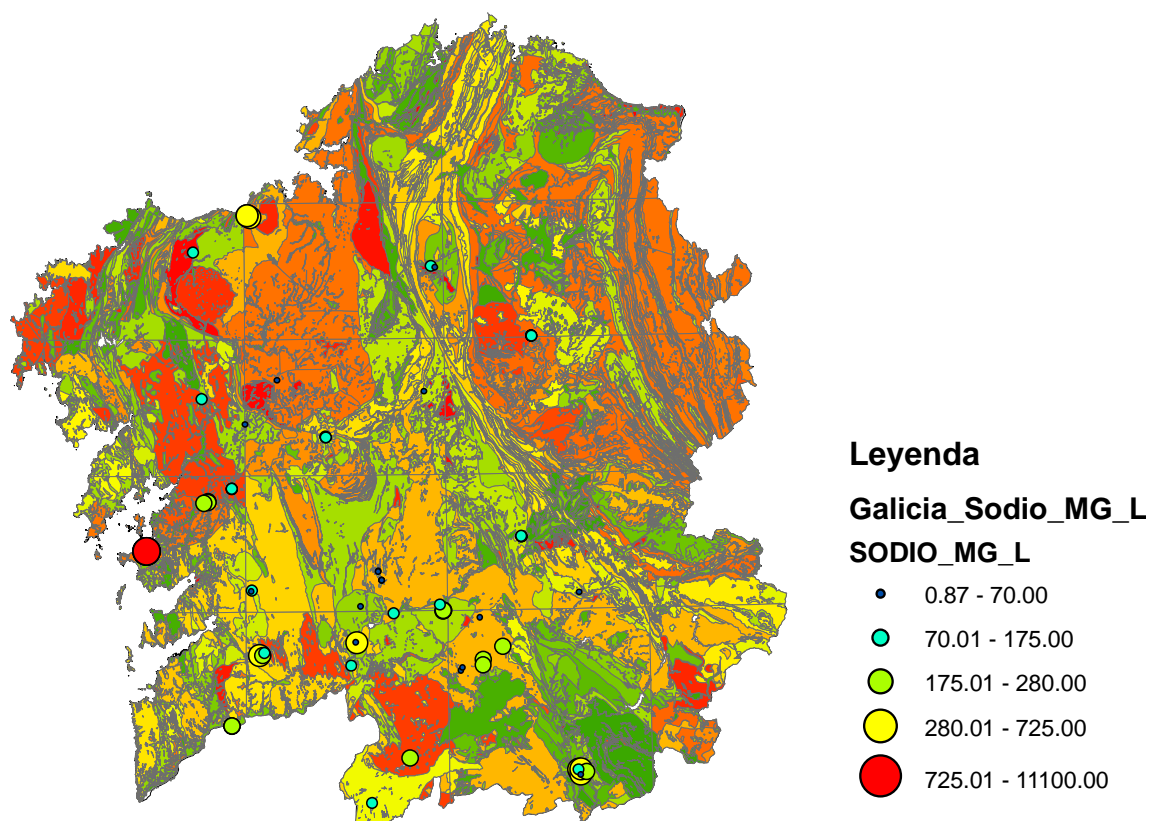 Leyenda
Galicia_Sodio_MG_L
SODIO_MG_L
0.87 - 70.00
70.01 - 175.00
175.01 - 280.00
280.01 - 725.00
725.01 - 11100.00